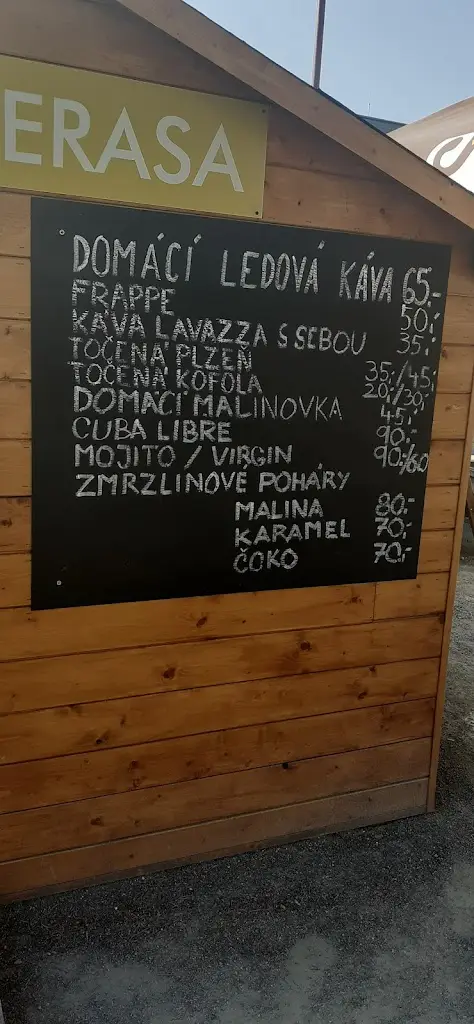 ERASA
DOMÁCÍ LEDOVÁ KÁVA 65,-
FRAPPE 50,-
KÁVA LAVAZZA S SEBOU 35,-
TOČENÁ PLZEŇ 35,-/45,-
TOČENÁ KOFOLA 20,-/30,-
DOMACÍ MALINOVKA 45,-
CUBA LIBRE 90,-
MOJITO / VIRGIN 90,-/60
ZMRZLINOVÉ POHÁRY
MALINA 80,-
KARAMEL 70,-
ČOKO 70,-